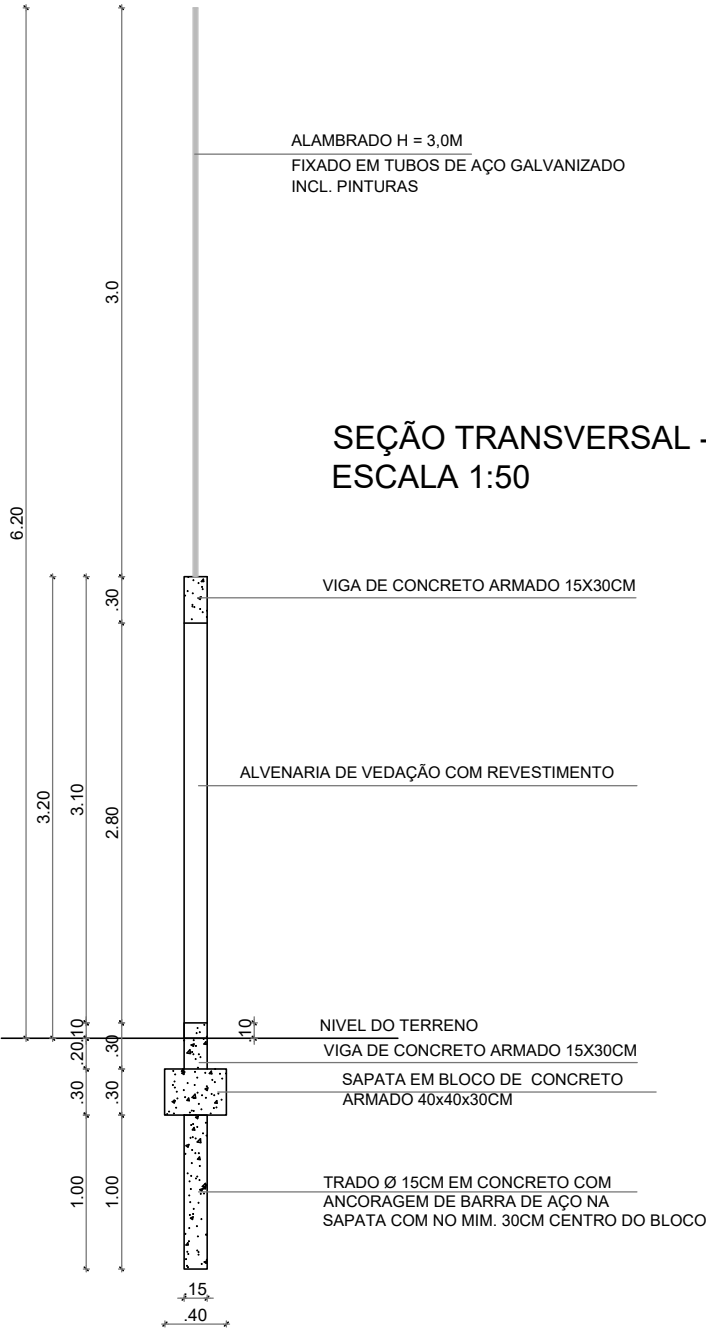 ALAMBRADO H = 3,0M
FIXADO EM TUBOS DE AÇO GALVANIZADO
INCL. PINTURAS
3.0
SEÇÃO TRANSVERSAL -
ESCALA 1:50
6.20
.30
VIGA DE CONCRETO ARMADO 15X30CM
ALVENARIA DE VEDAÇÃO COM REVESTIMENTO
3.20
3.10
2.80
.10
.10
NIVEL DO TERRENO
.20
.30
VIGA DE CONCRETO ARMADO 15X30CM
SAPATA EM BLOCO DE CONCRETO
ARMADO 40x40x30CM
.30
.30
1.00
1.00
TRADO Ø 15CM EM CONCRETO COM
ANCORAGEM DE BARRA DE AÇO NA
SAPATA COM NO MIM. 30CM CENTRO DO BLOCO
.15
.40